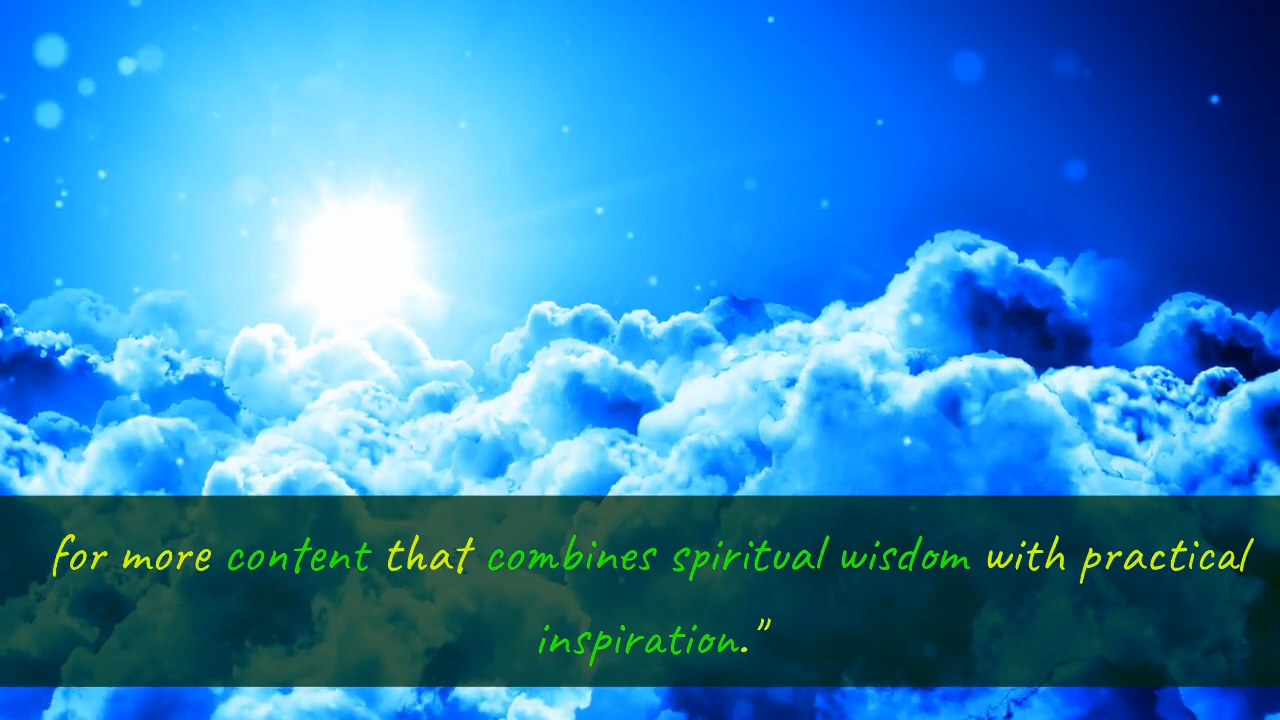 for more content that combines spiritual wisdom with practical
inspiration."